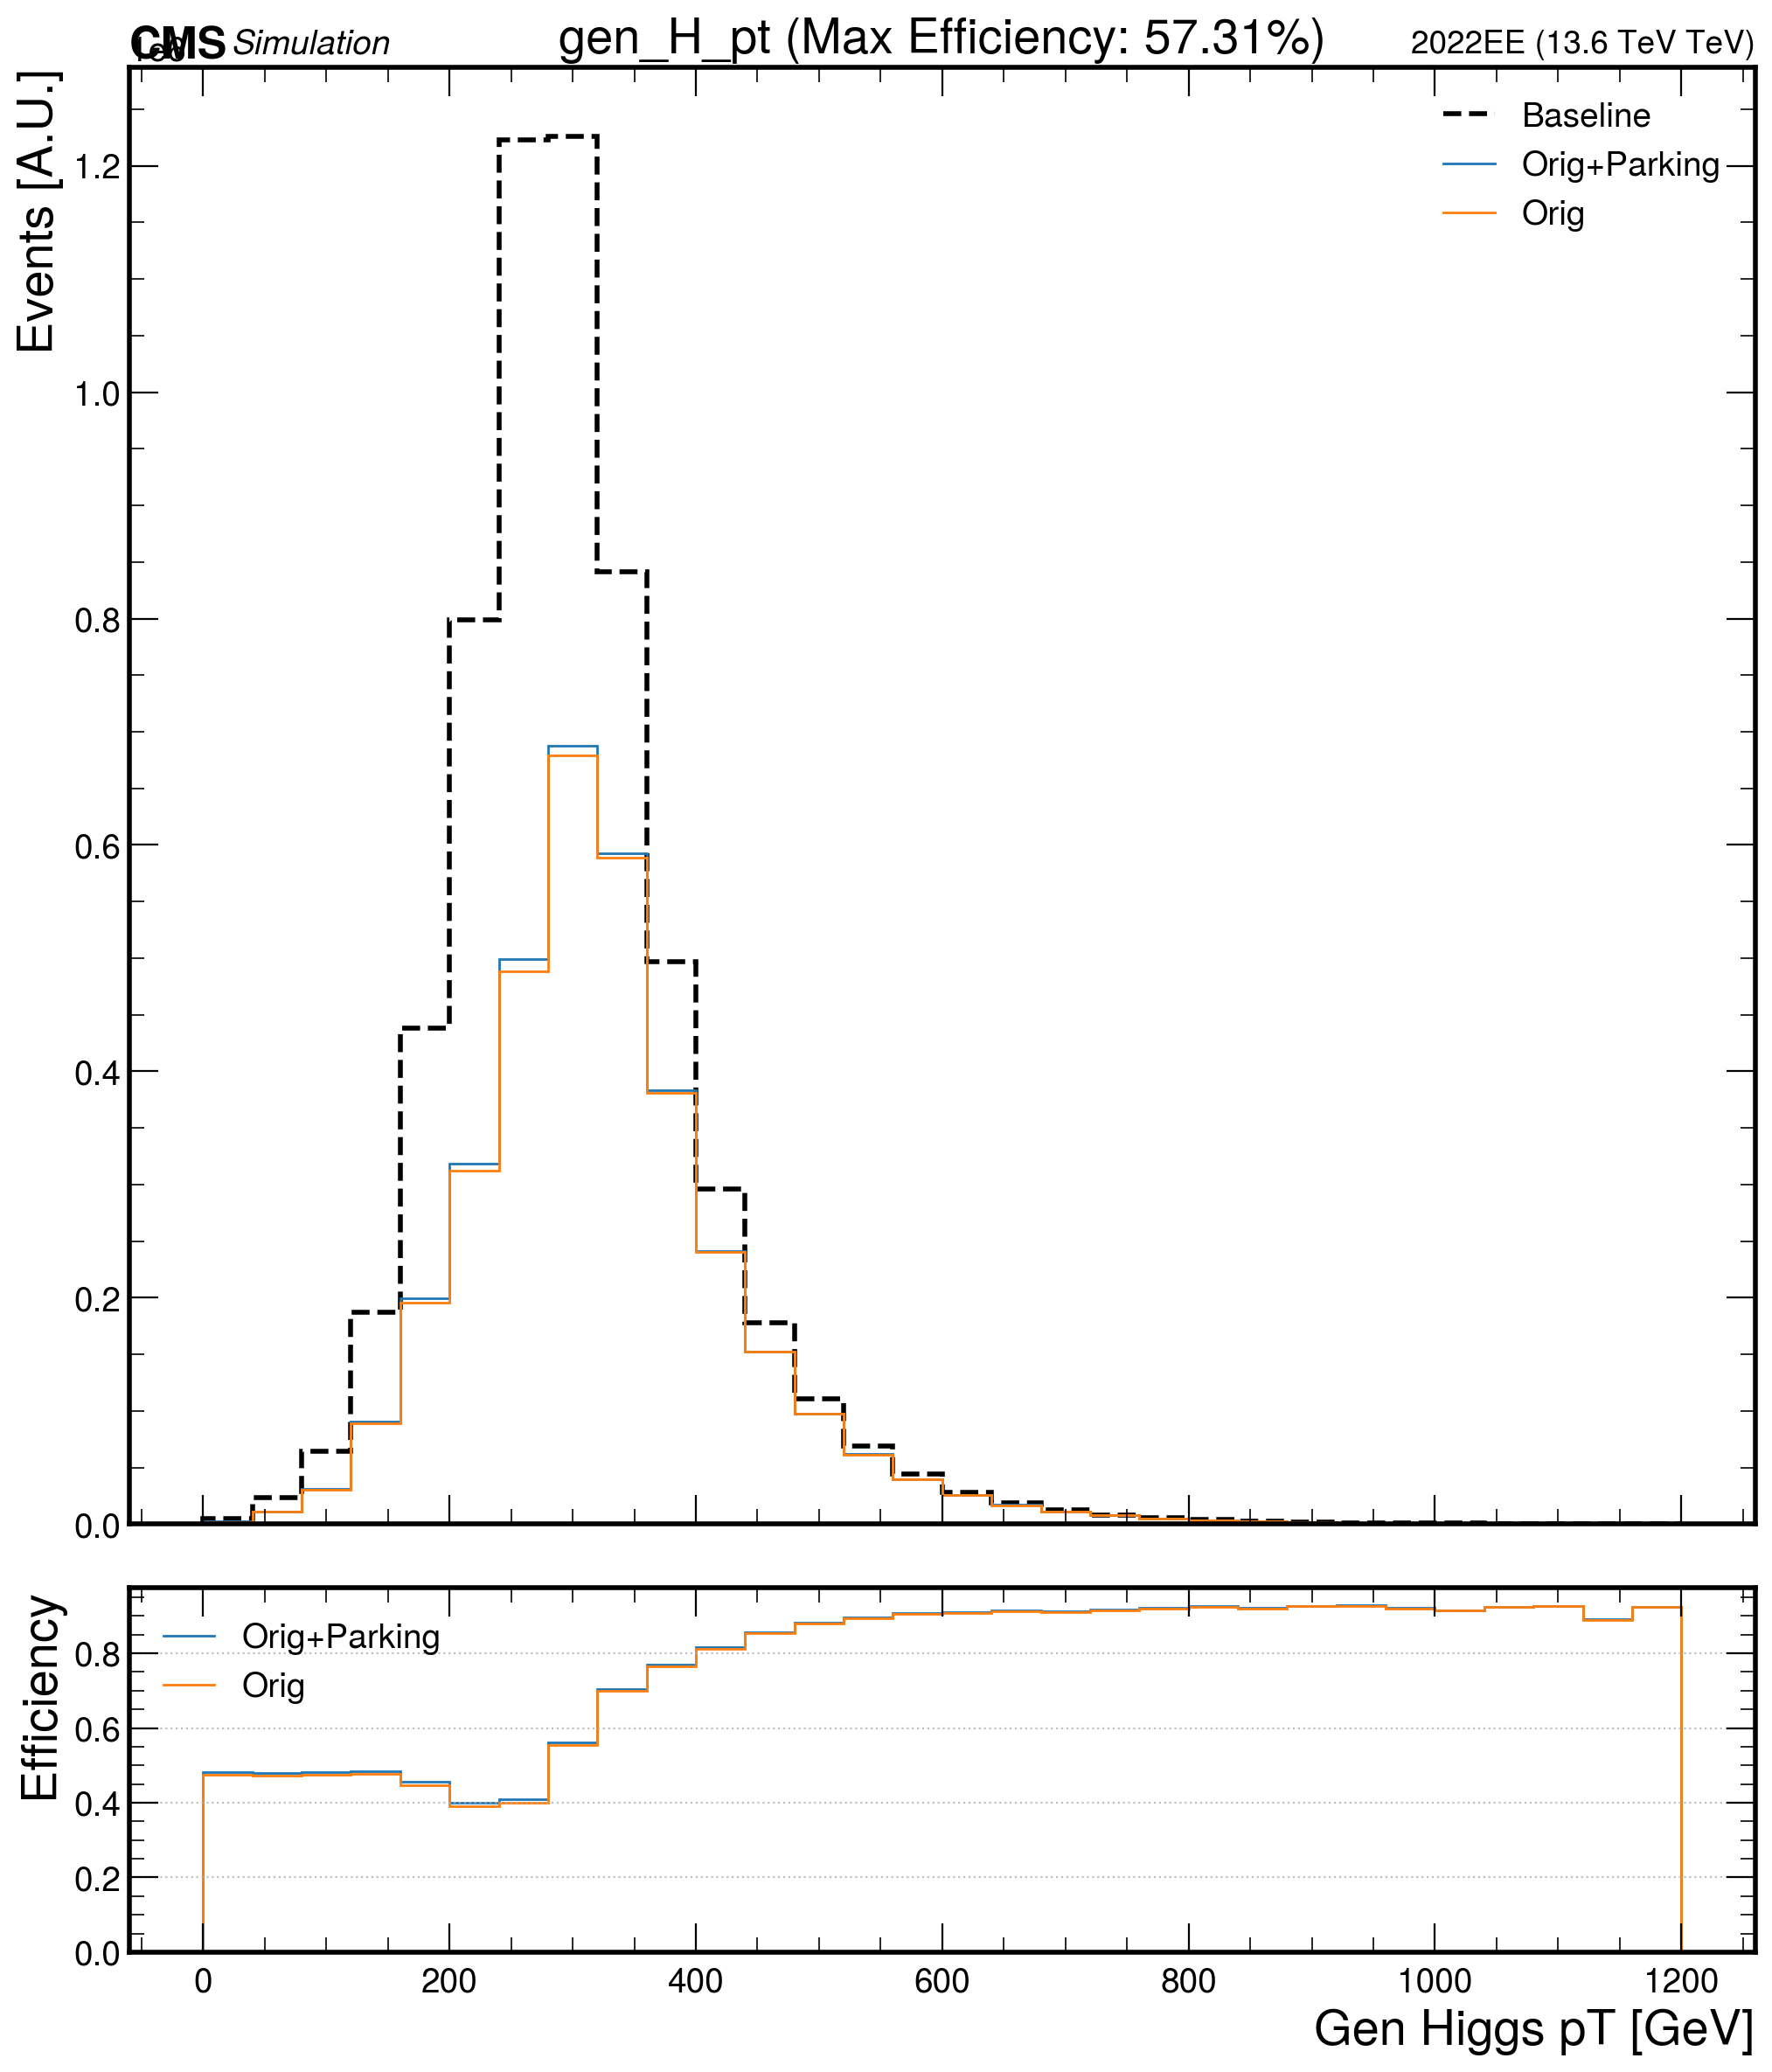 CMS Simulation gen_H_pt (Max Efficiency: 57.31%) 2022EE (13.6 TeV TeV)
Events [A.U.]
Baseline
Orig+Parking
Orig
1.2
1.0
0.8
0.6
0.4
0.2
0.0
Efficiency
Orig+Parking
Orig
0.8
0.6
0.4
0.2
0.0
0 200 400 600 800 1000 1200
Gen Higgs pT [GeV]